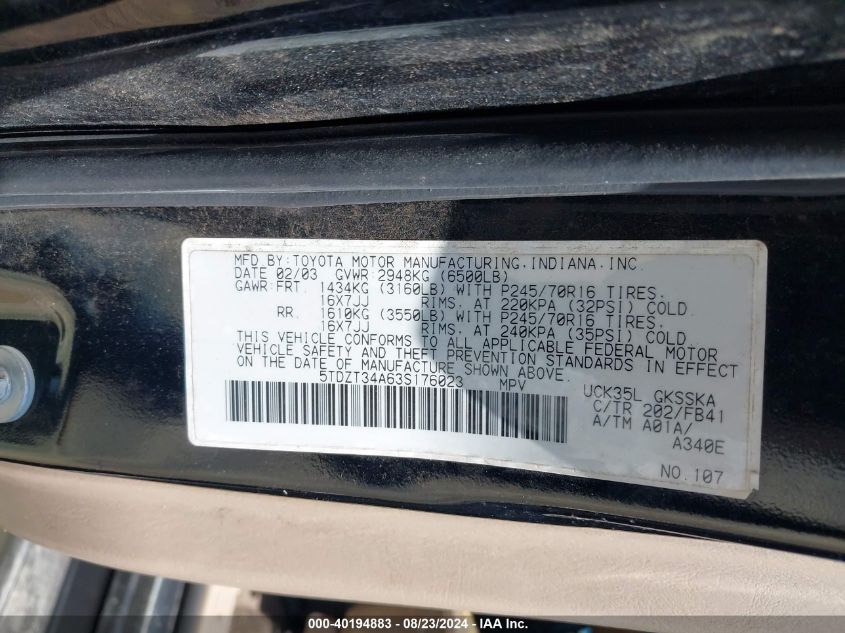 MFD.BY:TOYOTA MOTOR MANUFACTURING,INDIANA,INC.
DATE 02/03 GVWR:2948KG (6500LB)
GAWR:FRT. 1434KG (3160LB) WITH P245/70R16 TIRES,
16X7JJ RIMS, AT 220KPA (32PSI) COLD
RR. 1610KG (3550LB) WITH P245/70R16 TIRES,
16X7JJ RIMS, AT 240KPA (35PSI) COLD
THIS VEHICLE CONFORMS TO ALL APPLICABLE FEDERAL MOTOR
VEHICLE SAFETY AND THEFT PREVENTION STANDARDS IN EFFECT
ON THE DATE OF MANUFACTURE SHOWN ABOVE.
5TDZT34A63S176023 MPV
UCK35L GKSSKA
C/TR 202/FB41
A/TM A01A/
A340E
NO.107
000-40194883 - 08/23/2024 - IAA Inc.